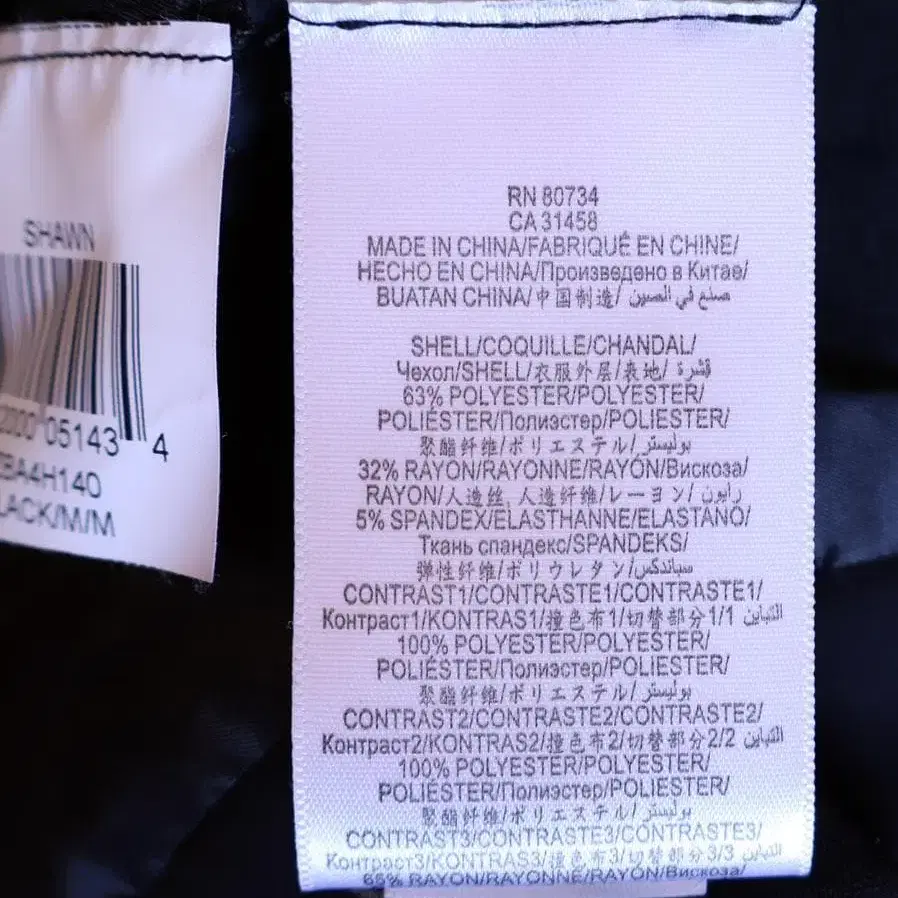 SHAWN
05143 4
BA4H140
LACK/M/M
RN 80734
CA 31458
MADE IN CHINA/FABRIQUÉ EN CHINE/
HECHO EN CHINA/Произведено в Китае/
BUATAN CHINA/中国制造/ صنع في الصين
SHELL/COQUILLE/CHANDAL/
Чехол/SHELL/衣服外层/表地/ قشرة
63% POLYESTER/POLYESTER/
POLIÉSTER/Полиэстер/POLIESTER/
聚酯纤维/ポリエステル/ بوليستر
32% RAYON/RAYONNE/RAYÓN/Вискоза/
RAYON/人造丝, 人造纤维/レーヨン/ رايون
5% SPANDEX/ELASTHANNE/ELASTANO/
Ткань спандекс/SPANDEKS/
弹性纤维/ポリウレタン/ سباندكس
CONTRAST1/CONTRASTE1/CONTRASTE1/
Контраст1/KONTRAS1/撞色布1/切替部分1/1 التباين
100% POLYESTER/POLYESTER/
POLIÉSTER/Полиэстер/POLIESTER/
聚酯纤维/ポリエステル/ بوليستر
CONTRAST2/CONTRASTE2/CONTRASTE2/
Контраст2/KONTRAS2/撞色布2/切替部分2/2 التباين
100% POLYESTER/POLYESTER/
POLIÉSTER/Полиэстер/POLIESTER/
聚酯纤维/ポリエステル/ بوليستر
CONTRAST3/CONTRASTE3/CONTRASTE3/
Контраст3/KONTRAS3/撞色布3/切替部分3/3 التباين
RAYON/RAYONNE/RAYÓN/Вискоза/